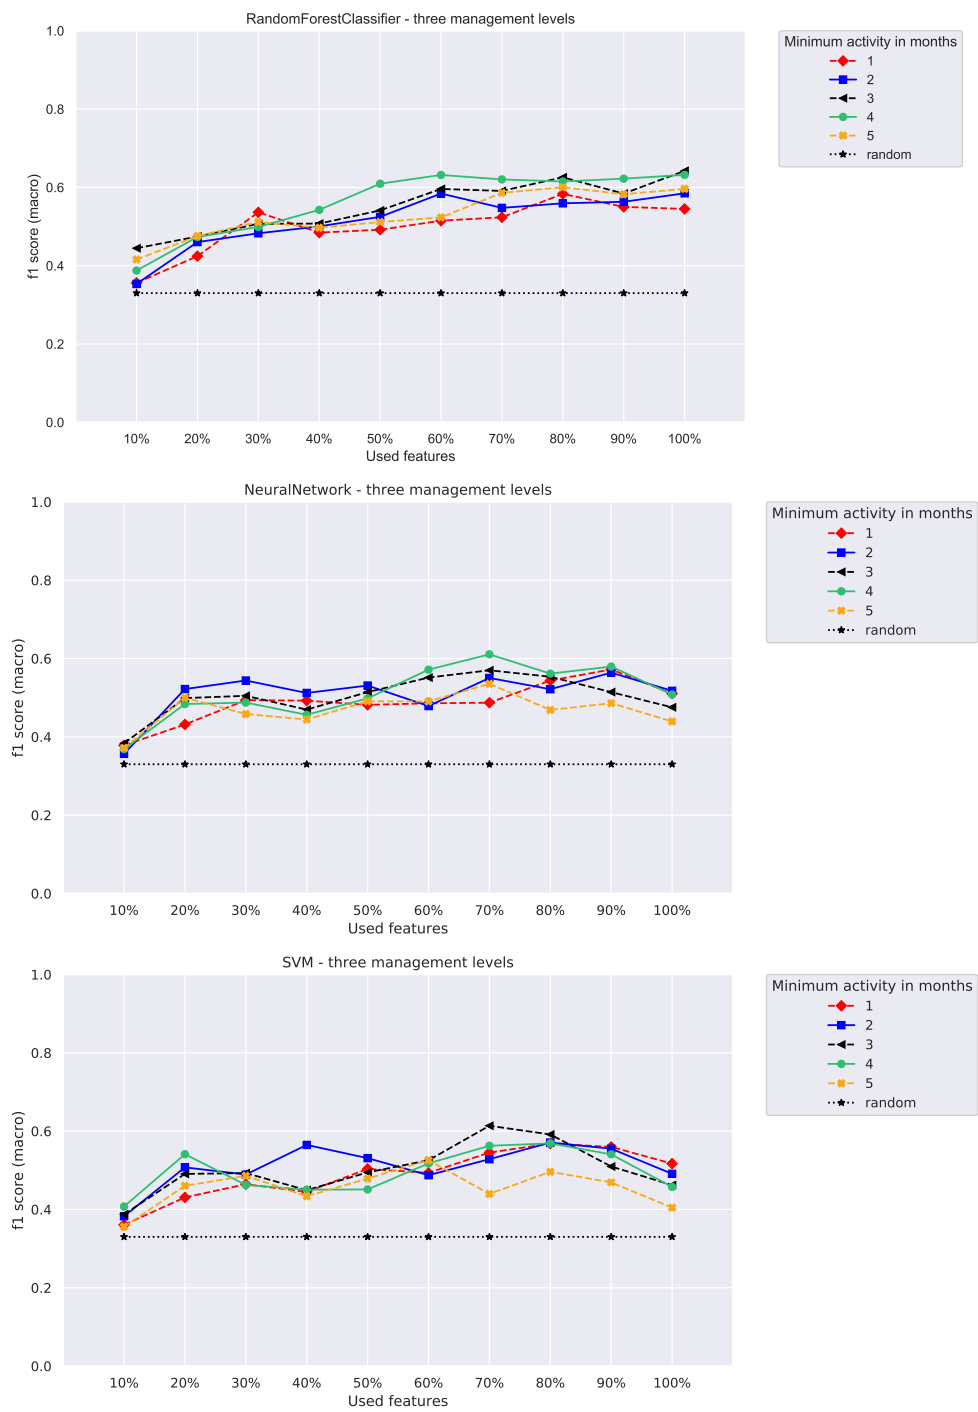 RandomForestClassifier - three management levels
1.0
0.8
0.6
0.4
0.2
0.0
f1 score (macro)
10% 20% 30% 40% 50% 60% 70% 80% 90% 100%
Used features
Minimum activity in months
1
2
3
4
5
random
NeuralNetwork - three management levels
1.0
0.8
0.6
0.4
0.2
0.0
f1 score (macro)
10% 20% 30% 40% 50% 60% 70% 80% 90% 100%
Used features
Minimum activity in months
1
2
3
4
5
random
SVM - three management levels
1.0
0.8
0.6
0.4
0.2
0.0
f1 score (macro)
10% 20% 30% 40% 50% 60% 70% 80% 90% 100%
Used features
Minimum activity in months
1
2
3
4
5
random